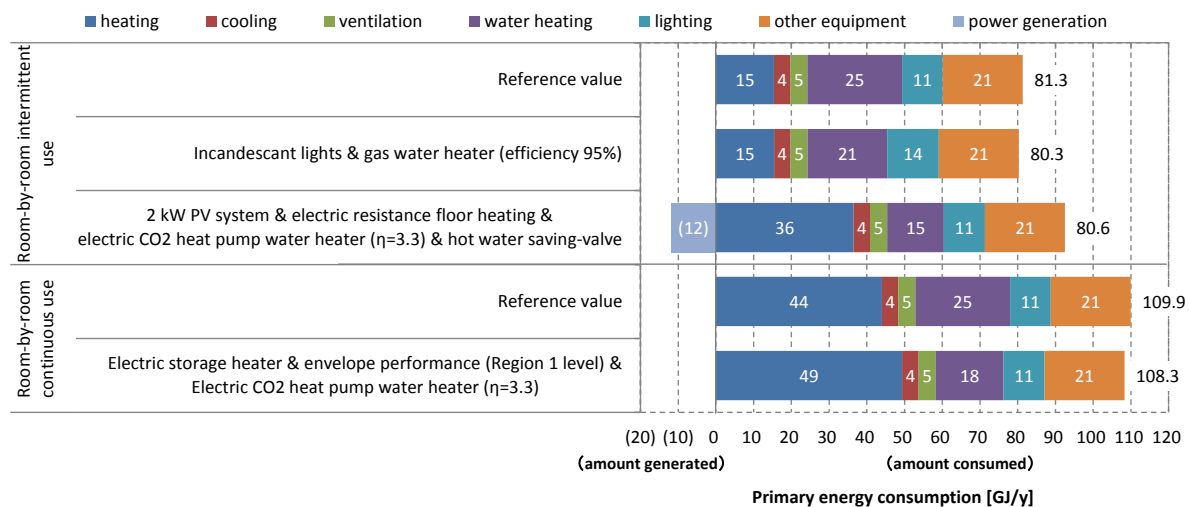 heating cooling ventilation water heating lighting other equipment power generation
Room-by-room intermittent
use
Reference value
15 4 5 25 11 21 81.3
Incandescant lights & gas water heater (efficiency 95%)
15 4 5 21 14 21 80.3
2 kW PV system & electric resistance floor heating &
electric CO2 heat pump water heater (η=3.3) & hot water saving-valve
(12) 36 4 5 15 11 21 80.6
Room-by-room
continuous use
Reference value
44 4 5 25 11 21 109.9
Electric storage heater & envelope performance (Region 1 level) &
Electric CO2 heat pump water heater (η=3.3)
49 4 5 18 11 21 108.3
(20) (10) 0 10 20 30 40 50 60 70 80 90 100 110 120
(amount generated) (amount consumed)
Primary energy consumption [GJ/y]